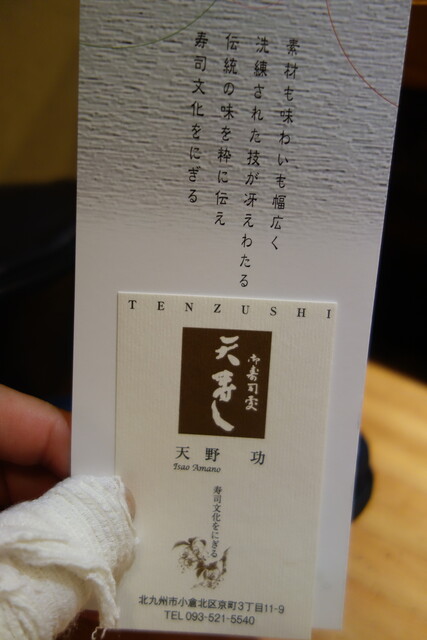 素材も味わいも幅広く
洗練された技が冴えわたる
伝統の味を粋に伝え
寿司文化をにぎる
TENZUSHI
御寿司処
天寿し
天野 功
Isao Amano
寿司文化をにぎる
北九州市小倉北区京町3丁目11-9
TEL 093-521-5540